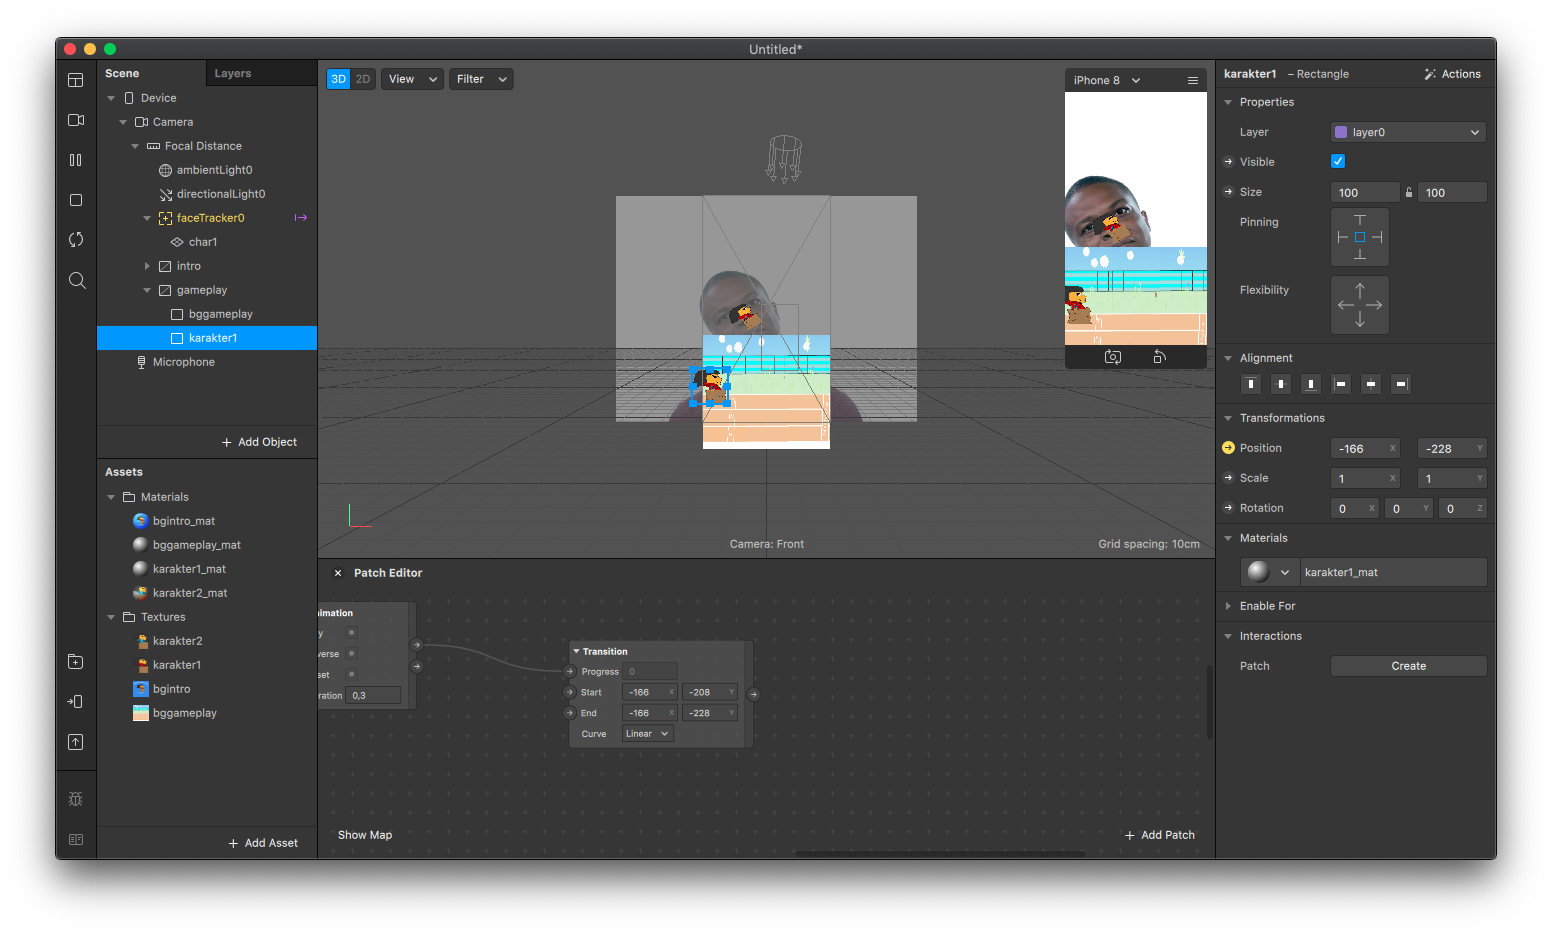 Untitled*
Scene
Layers
Device
Camera
Focal Distance
ambientLight0
directionalLight0
faceTracker0
char1
intro
gameplay
bggameplay
karakter1
Microphone
+ Add Object
Assets
Materials
bgintro_mat
bggameplay_mat
karakter1_mat
karakter2_mat
Textures
karakter2
karakter1
bgintro
bggameplay
+ Add Asset
3D 2D View Filter
iPhone 8
Camera: Front
Grid spacing: 10cm
Patch Editor
imation
y
verse
set
ration 0,3
Transition
Progress 0
Start -166 X -208 Y
End -166 X -228 Y
Curve Linear
Show Map
+ Add Patch
karakter1 – Rectangle
Actions
Properties
Layer layer0
Visible
Size 100 100
Pinning
Flexibility
Alignment
Transformations
Position -166 X -228 Y
Scale 1 X 1 Y
Rotation 0 X 0 Y 0 Z
Materials
karakter1_mat
Enable For
Interactions
Patch Create